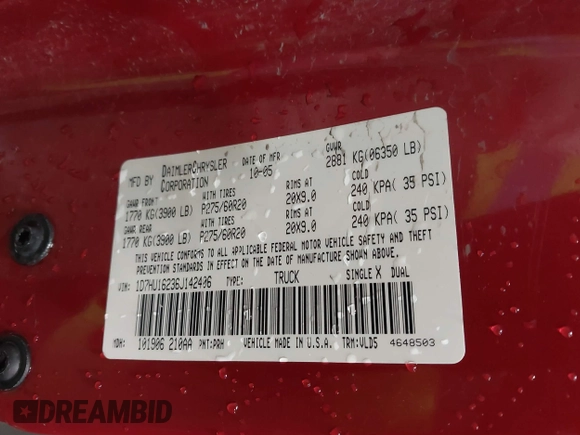 MFD BY DAIMLERCHRYSLER CORPORATION
DATE OF MFR 10-05
GVWR 2881 KG(06350 LB)
GAWR FRONT WITH TIRES RIMS AT COLD
1770 KG(3900 LB) P275/60R20 20X9.0 240 KPA( 35 PSI)
GAWR REAR WITH TIRES RIMS AT COLD
1770 KG(3900 LB) P275/60R20 20X9.0 240 KPA( 35 PSI)
THIS VEHICLE CONFORMS TO ALL APPLICABLE FEDERAL MOTOR VEHICLE SAFETY AND THEFT
PREVENTION STANDARDS IN EFFECT ON THE DATE OF MANUFACTURE SHOWN ABOVE.
VIN: 1D7HU16236J142406 TYPE: TRUCK SINGLE X DUAL
MDH: 101906 210AA PNT:PRH VEHICLE MADE IN U.S.A. TRM:VLD5 4648503
DREAMBID